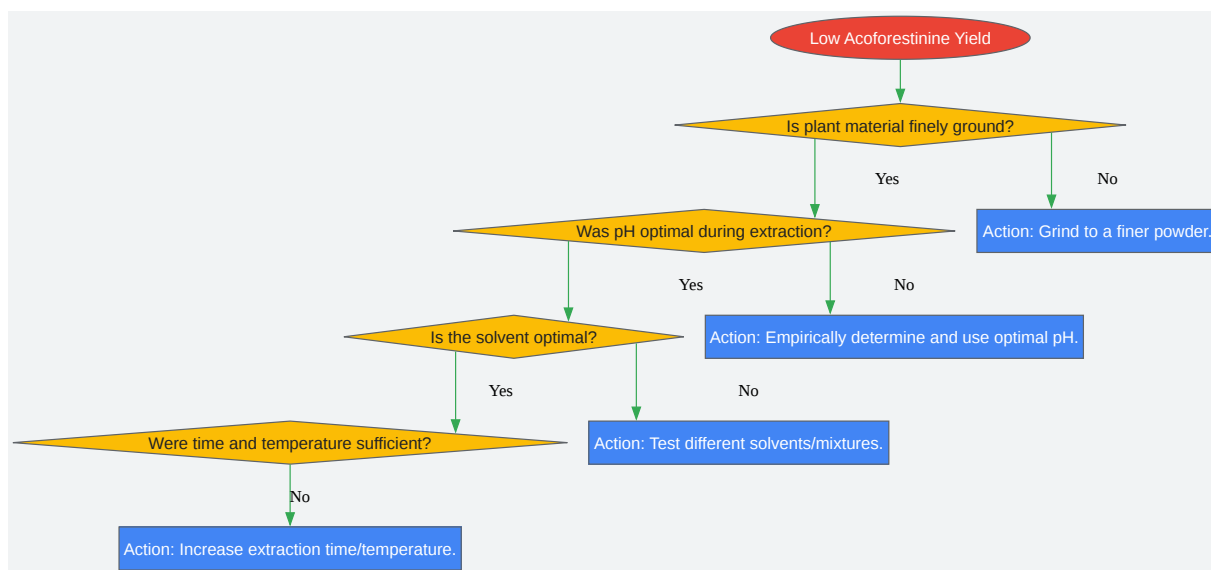 Low Acoforestinine Yield
Is plant material finely ground?
Yes
No
Was pH optimal during extraction?
Action: Grind to a finer powder.
Yes
No
Is the solvent optimal?
Action: Empirically determine and use optimal pH.
Yes
No
Were time and temperature sufficient?
Action: Test different solvents/mixtures.
No
Action: Increase extraction time/temperature.